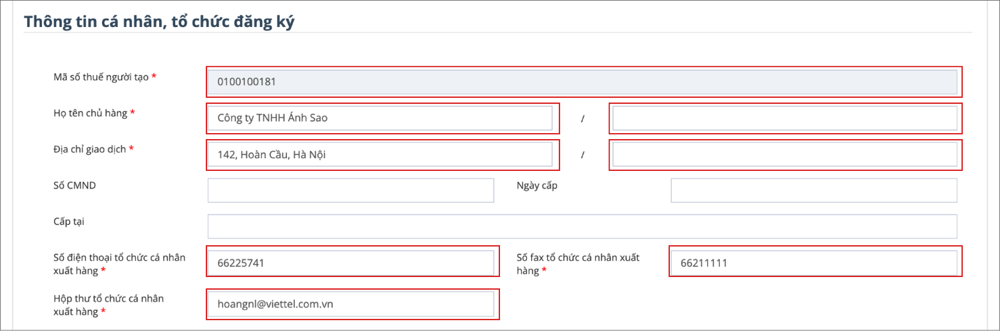 Thông tin cá nhân, tổ chức đăng ký
Mã số thuế người tạo * 0100100181
Họ tên chủ hàng * Công ty TNHH Ánh Sao /
Địa chỉ giao dịch * 142, Hoàn Cầu, Hà Nội /
Số CMND Ngày cấp
Cấp tại
Số điện thoại tổ chức cá nhân xuất hàng * 66225741 Số fax tổ chức cá nhân xuất hàng * 66211111
Hộp thư tổ chức cá nhân xuất hàng * hoangnl@viettel.com.vn